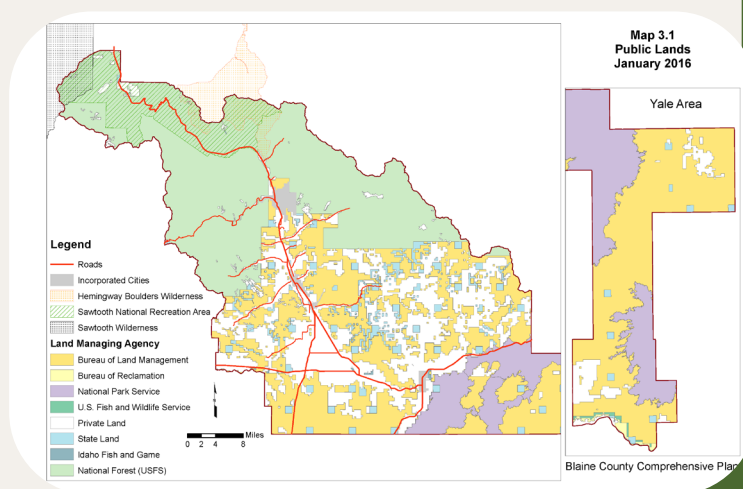 Map 3.1
Public Lands
January 2016
Yale Area
Legend
Roads
Incorporated Cities
Hemingway Boulders Wilderness
Sawtooth National Recreation Area
Sawtooth Wilderness
Land Managing Agency
Bureau of Land Management
Bureau of Reclamation
National Park Service
U.S. Fish and Wildlife Service
Private Land
State Land
Idaho Fish and Game
National Forest (USFS)
Miles
0 2 4 8
Blaine County Comprehensive Plan